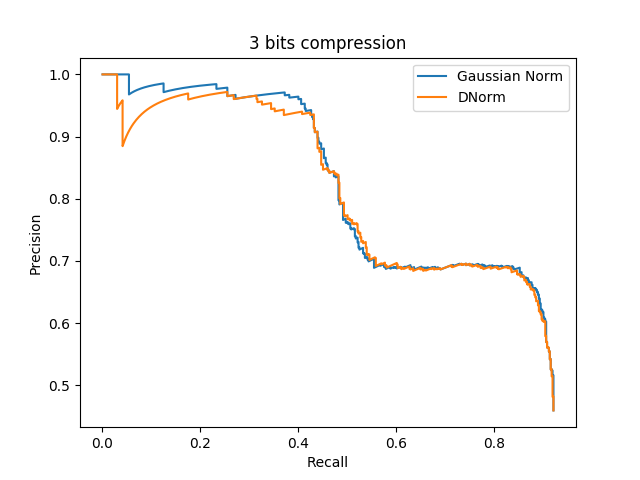 3 bits compression
Gaussian Norm
DNorm
1.0
0.9
0.8
0.7
0.6
0.5
Precision
0.0 0.2 0.4 0.6 0.8
Recall